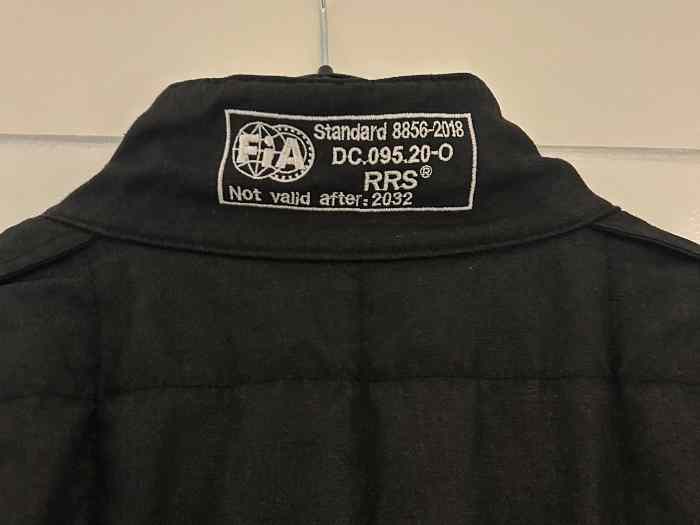 FiA
Standard 8856-2018
DC.095.20-O
RRS®
Not valid after: 2032